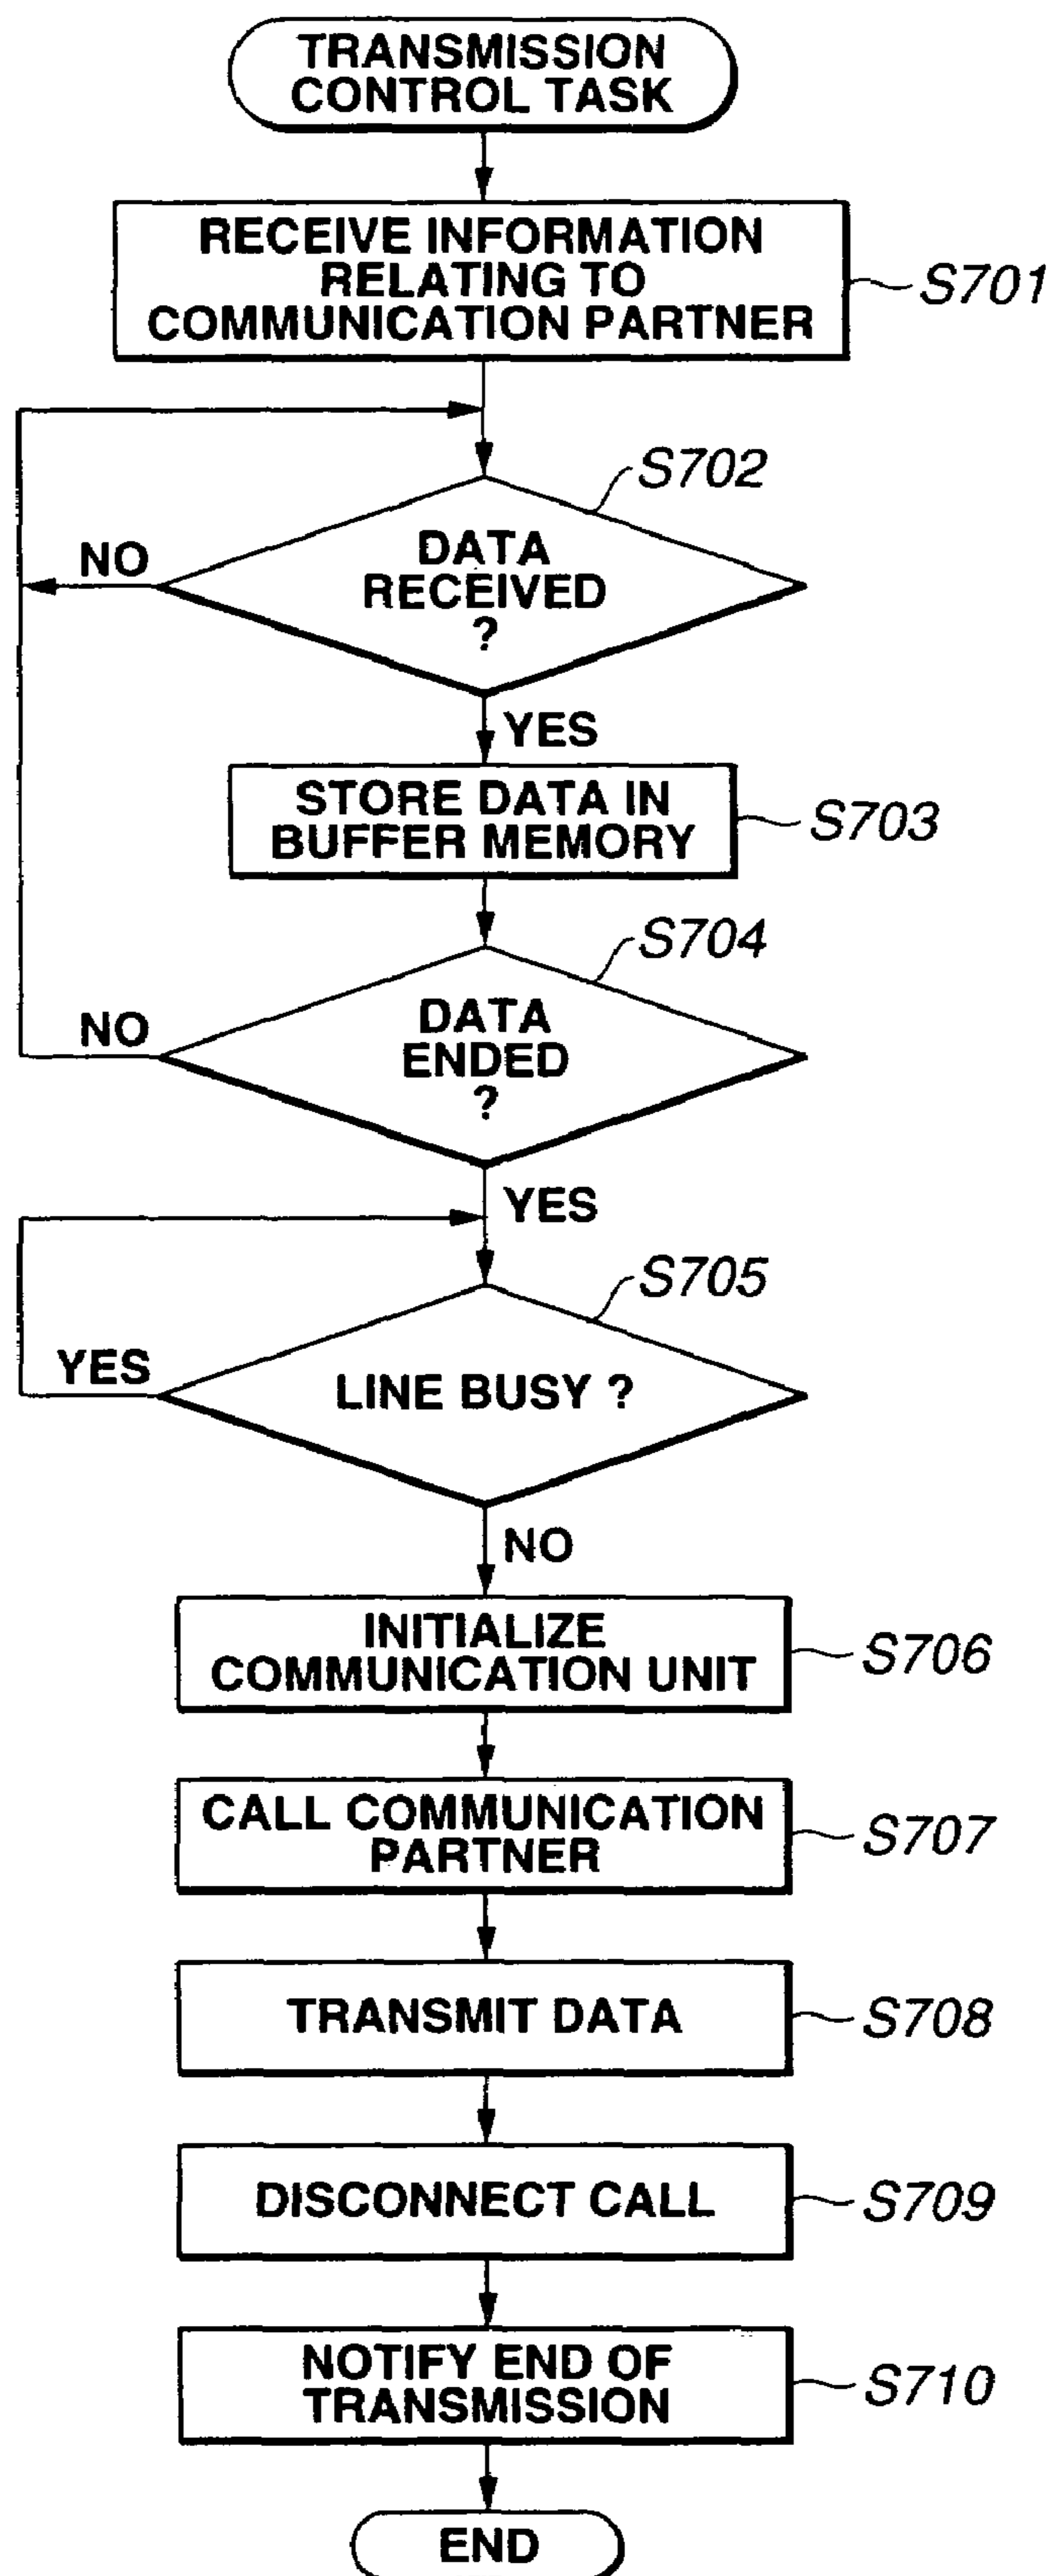 TRANSMISSION
CONTROL TASK
RECEIVE INFORMATION
RELATING TO
COMMUNICATION PARTNER
S701
S702
DATA
RECEIVED
?
NO
YES
STORE DATA IN
BUFFER MEMORY
S703
S704
DATA
ENDED
?
NO
YES
S705
LINE BUSY ?
YES
NO
INITIALIZE
COMMUNICATION UNIT
S706
CALL COMMUNICATION
PARTNER
S707
TRANSMIT DATA
S708
DISCONNECT CALL
S709
NOTIFY END OF
TRANSMISSION
S710
END